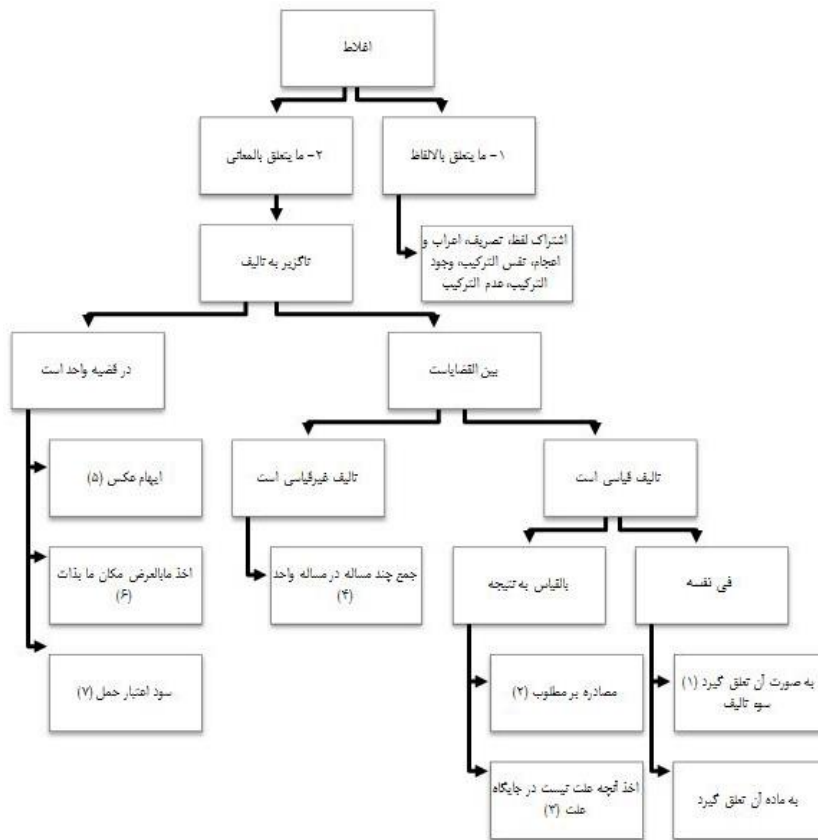 اغلاط
۱- ما یتعلق بالالفاظ
۲- ما یتعلق بالمعانی
اشتراک لفظ، تصریف، اعراب و
اعجام، نفس الترکیب، وجود
الترکیب، عدم الترکیب
ناگزیر به تالیف
بین القضایاست
در قضیه واحد است
تالیف قیاسی است
تالیف غیرقیاسی است
ایهام عکس (۵)
فی نفسه
بالقیاس به نتیجه
جمع چند مساله در مساله واحد
(۴)
اخذ مابالعرض مکان ما بذات
(۶)
به صورت آن تعلق گیرد (۱)
سوء تالیف
مصادره بر مطلوب (۲)
سود اعتبار حمل (۷)
به ماده آن تعلق گیرد
اخذ آنچه علت نیست در جایگاه
علت (۳)